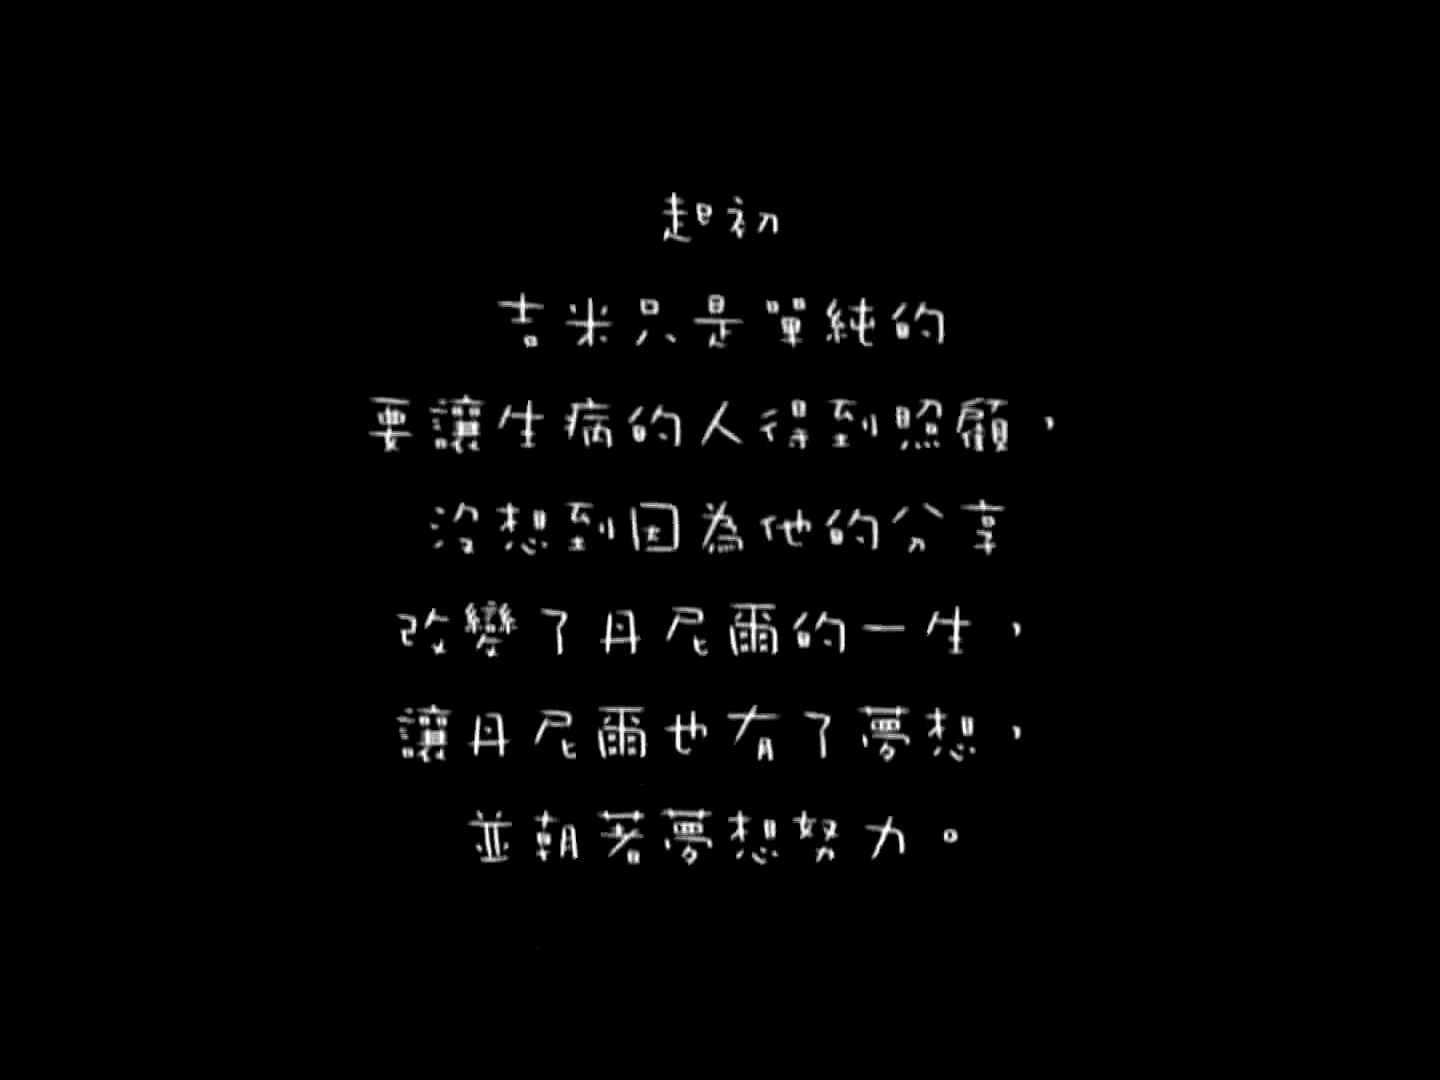 起初
吉米只是單純的
要讓生病的人得到照顧，
沒想到因為他的分享
改變了丹尼爾的一生，
讓丹尼爾也有了夢想，
並朝著夢想努力。